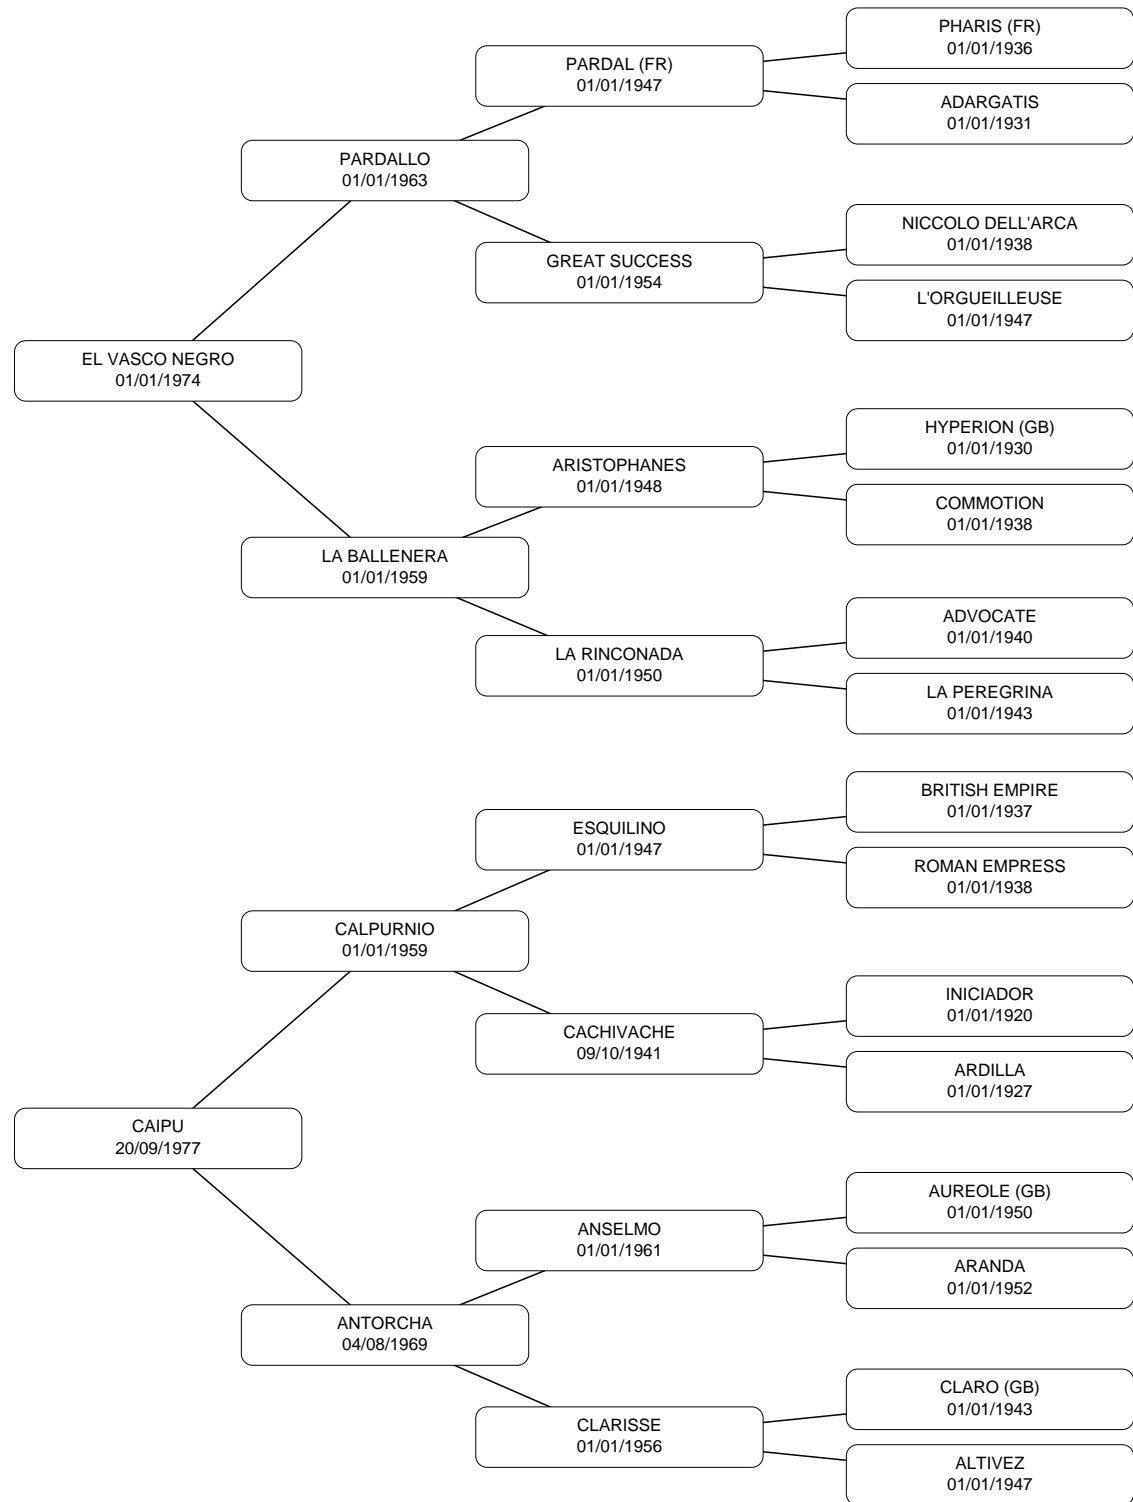 PHARIS (FR)
01/01/1936
PARDAL (FR)
01/01/1947
ADARGATIS
01/01/1931
PARDALLO
01/01/1963
NICCOLO DELL'ARCA
01/01/1938
GREAT SUCCESS
01/01/1954
L'ORGUEILLEUSE
01/01/1947
EL VASCO NEGRO
01/01/1974
HYPERION (GB)
01/01/1930
ARISTOPHANES
01/01/1948
COMMOTION
01/01/1938
LA BALLENERA
01/01/1959
ADVOCATE
01/01/1940
LA RINCONADA
01/01/1950
LA PEREGRINA
01/01/1943
BRITISH EMPIRE
01/01/1937
ESQUILINO
01/01/1947
ROMAN EMPRESS
01/01/1938
CALPURNIO
01/01/1959
INICIADOR
01/01/1920
CACHIVACHE
09/10/1941
ARDILLA
01/01/1927
CAIPU
20/09/1977
AUREOLE (GB)
01/01/1950
ANSELMO
01/01/1961
ARANDA
01/01/1952
ANTORCHA
04/08/1969
CLARO (GB)
01/01/1943
CLARISSE
01/01/1956
ALTIVEZ
01/01/1947